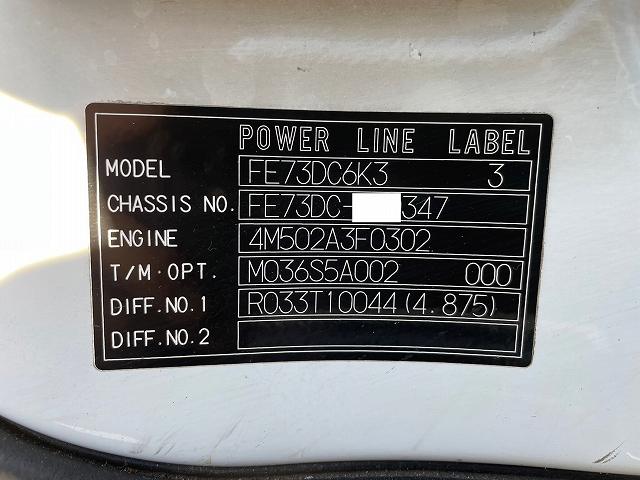 POWER LINE LABEL
MODEL FE73DC6K3 3
CHASSIS NO. FE73DC- 347
ENGINE 4M502A3F0302
T/M·OPT. M036S5A002 000
DIFF.NO.1 R033T10044(4.875)
DIFF.NO.2